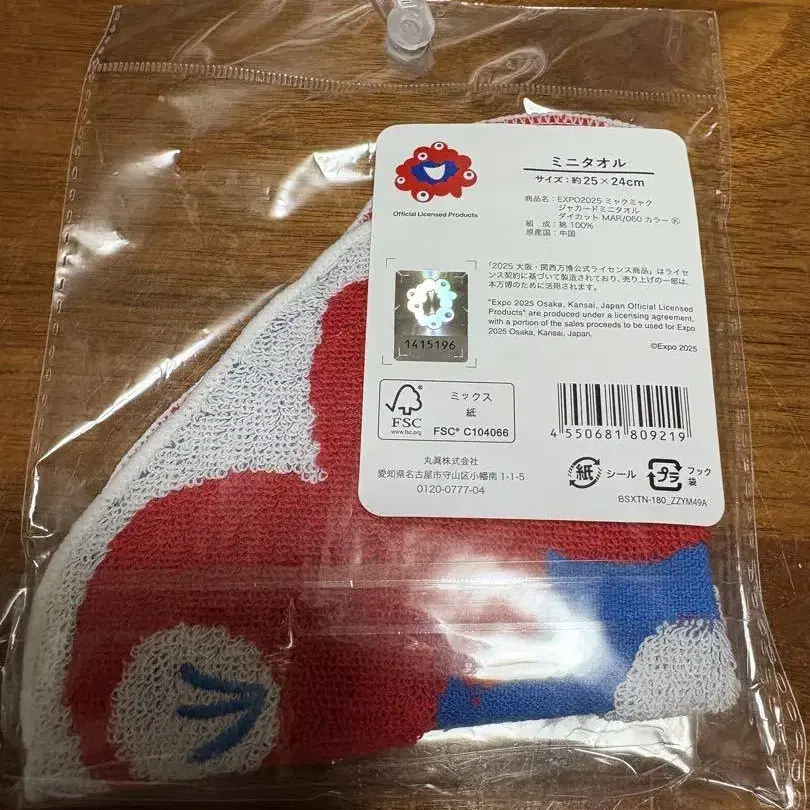 ミニタオル
サイズ:約25×24cm
Official Licensed Products
商品名:EXPO2025 ミャクミャク
ジャカードミニタオル
ダイカット MAR/060 カラー Ⓚ
組 成:綿 100%
原産国:中国
「2025 大阪・関西万博公式ライセンス商品」はライセ
ンス契約に基づいて製造されており、売り上げの一部は、
本万博のために活用されます。
"Expo 2025 Osaka, Kansai, Japan Official Licensed
Products" are produced under a licensing agreement,
with a portion of the sales proceeds to be used for Expo
2025 Osaka, Kansai, Japan.
©Expo 2025
1415196
FSC
www.fsc.org
ミックス
紙
FSC® C104066
4 550681 809219
丸眞株式会社
愛知県名古屋市守山区小幡南 1-1-5
0120-0777-04
紙 シール
プラ フック
袋
BSXTN-180_ZZYM49A